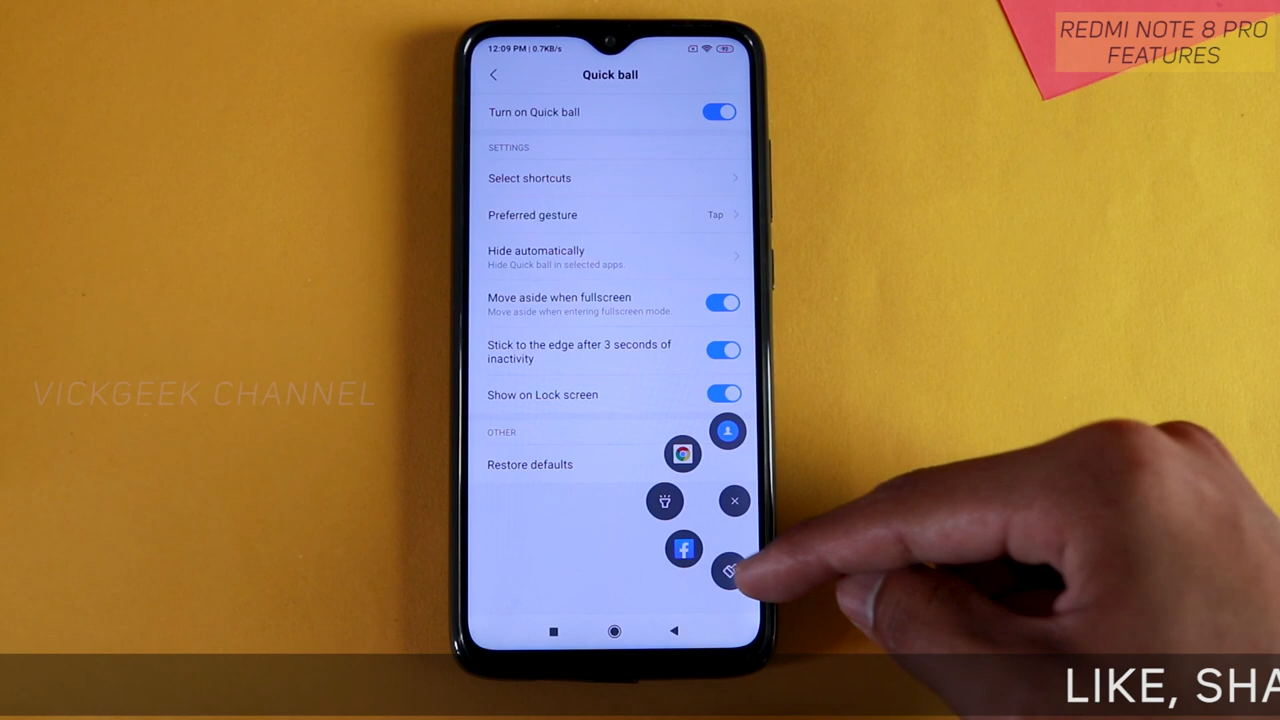 REDMI NOTE 8 PRO
FEATURES
12:09 PM | 0.7KB/s
92
Quick ball
Turn on Quick ball
SETTINGS
Select shortcuts
Preferred gesture
Tap
Hide automatically
Hide Quick ball in selected apps.
Move aside when fullscreen
Move aside when entering fullscreen mode.
Stick to the edge after 3 seconds of
inactivity
Show on Lock screen
OTHER
Restore defaults
VICKGEEK CHANNEL
LIKE, SHA